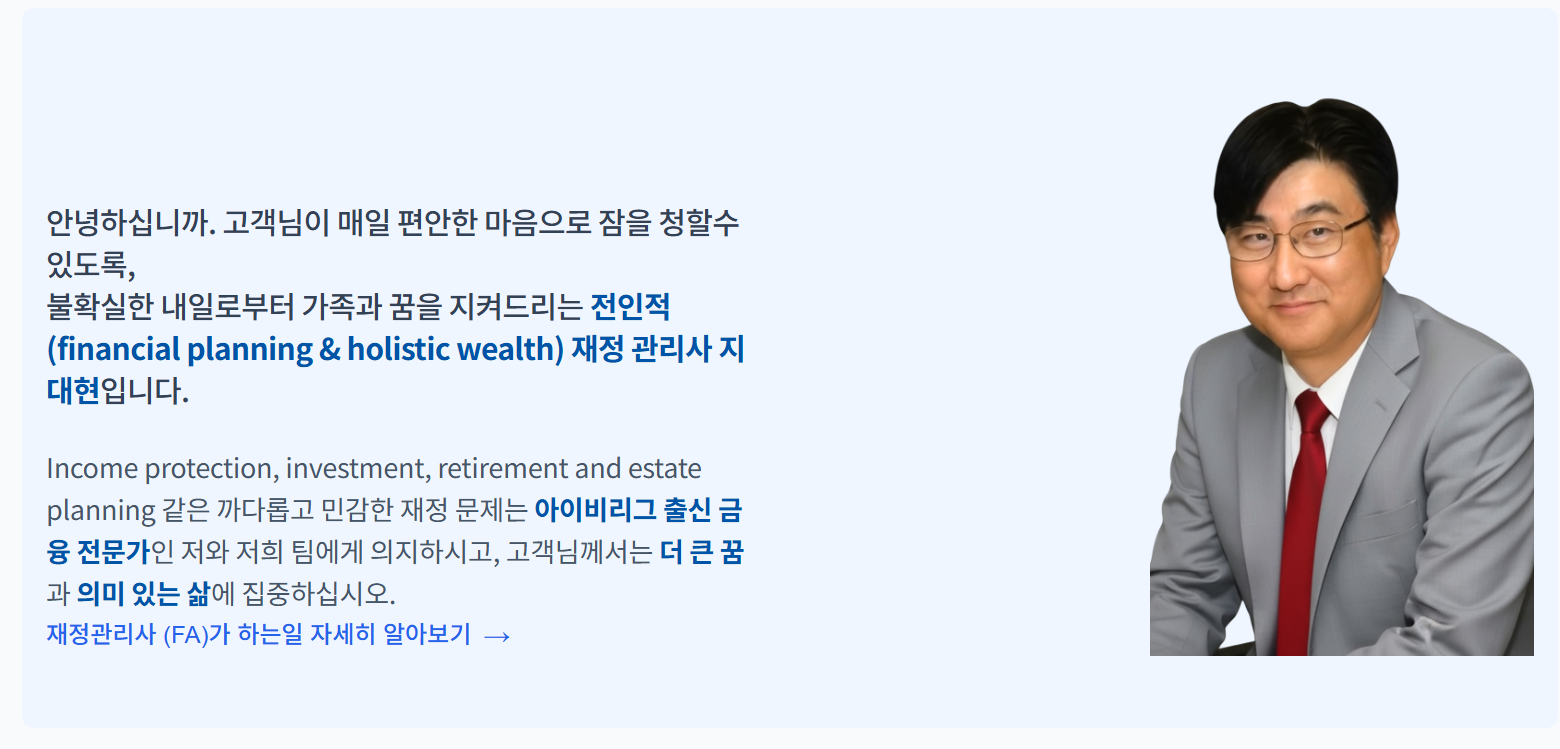 안녕하십니까. 고객님이 매일 편안한 마음으로 잠을 청할수
있도록,
불확실한 내일로부터 가족과 꿈을 지켜드리는 전인적
(financial planning & holistic wealth) 재정 관리사 지
대현입니다.
Income protection, investment, retirement and estate
planning 같은 까다롭고 민감한 재정 문제는 아이비리그 출신 금
융 전문가인 저와 저희 팀에게 의지하시고, 고객님께서는 더 큰 꿈
과 의미 있는 삶에 집중하십시오.
재정관리사 (FA)가 하는일 자세히 알아보기 →